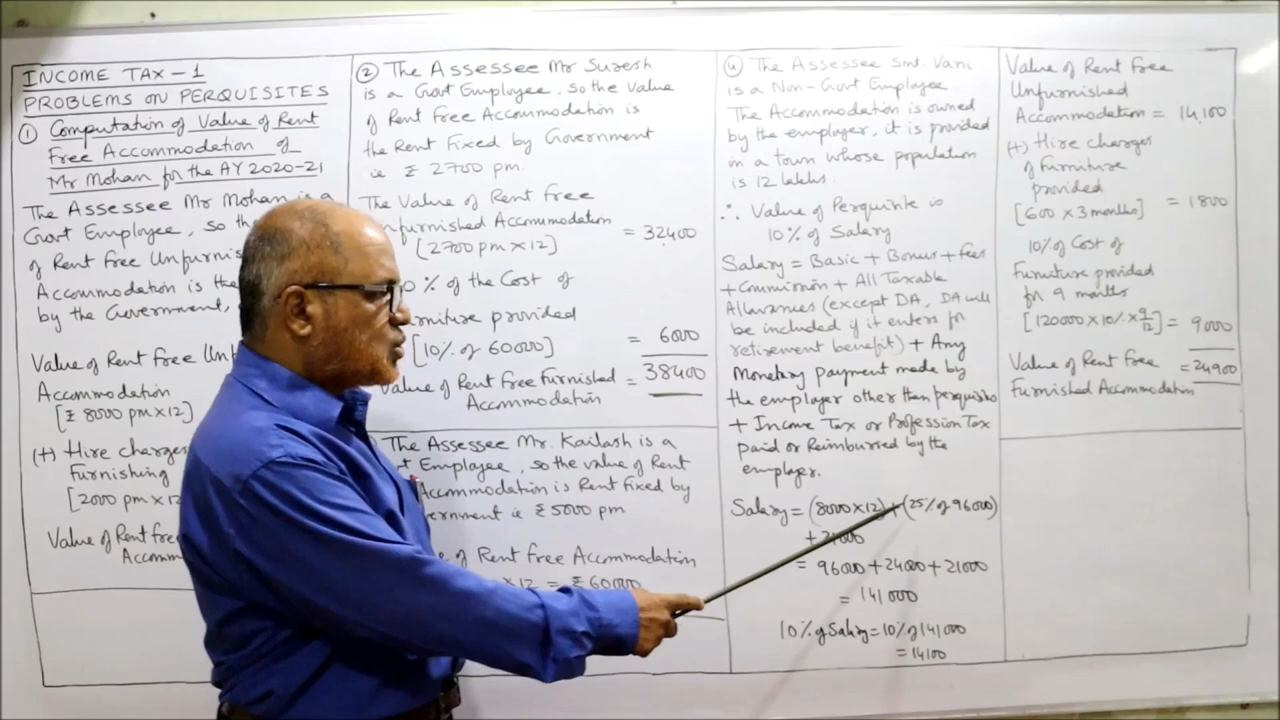 INCOME TAX - 1
PROBLEMS ON PERQUISITES
① Computation of Value of Rent
Free Accommodation of
Mr Mohan for the AY 2020-21
The Assessee Mr Mohan is a
Govt Employee, so the
of Rent Free Unfurnis
Accommodation is the
by the Government,
Value of Rent Free Un
Accommodation
[₹ 8000 pm x 12]
(+) Hire charges
Furnishing
[2000 pm x 12
Value of Rent fre
Accomm
② The Assessee Mr Suresh
is a Govt Employee, so the Value
of Rent Free Accommodation is
the Rent Fixed by Government
ie ₹ 2700 pm.
The Value of Rent Free
nfurnished Accommodation
[2700 pm x 12] = 32,400
0 % of the Cost of
rniture provided
[10% of 60000] = 6000
Value of Rent Free Furnished = 38400
Accommodation
The Assessee Mr. Kailash is a
t Employee, so the value of Rent
Accommodation is Rent Fixed by
ernment ie ₹ 5000 pm
e of Rent Free Accommodation
x 12 = ₹ 60000
④ The Assessee Smt. Vani
is a Non-Govt Employee
The Accommodation is owned
by the employer, it is provided
in a town whose population
is 12 lakhs.
∴ Value of Perquisite is
10% of Salary
Salary = Basic + Bonus + Fees
+ Commission + All Taxable
Allowances (except DA, DA will
be included if it enters for
retirement benefit) + Any
Monetary payment made by
the employer other than perquisites
+ Income Tax or Profession Tax
paid or Reimbursed by the
employer.
Salary = (8000 x 12) + (25% of 96000)
+ 21000
= 96000 + 24000 + 21000
= 141000
10% of Salary = 10% of 141000
= 14100
Value of Rent Free
Unfurnished
Accommodation = 14,100
(+) Hire charges
of Furniture
provided
[600 x 3 months] = 1800
10% of Cost of
Furniture provided
for 9 months
[120000 x 10% x 9/12] = 9000
Value of Rent Free = 24900
Furnished Accommodation